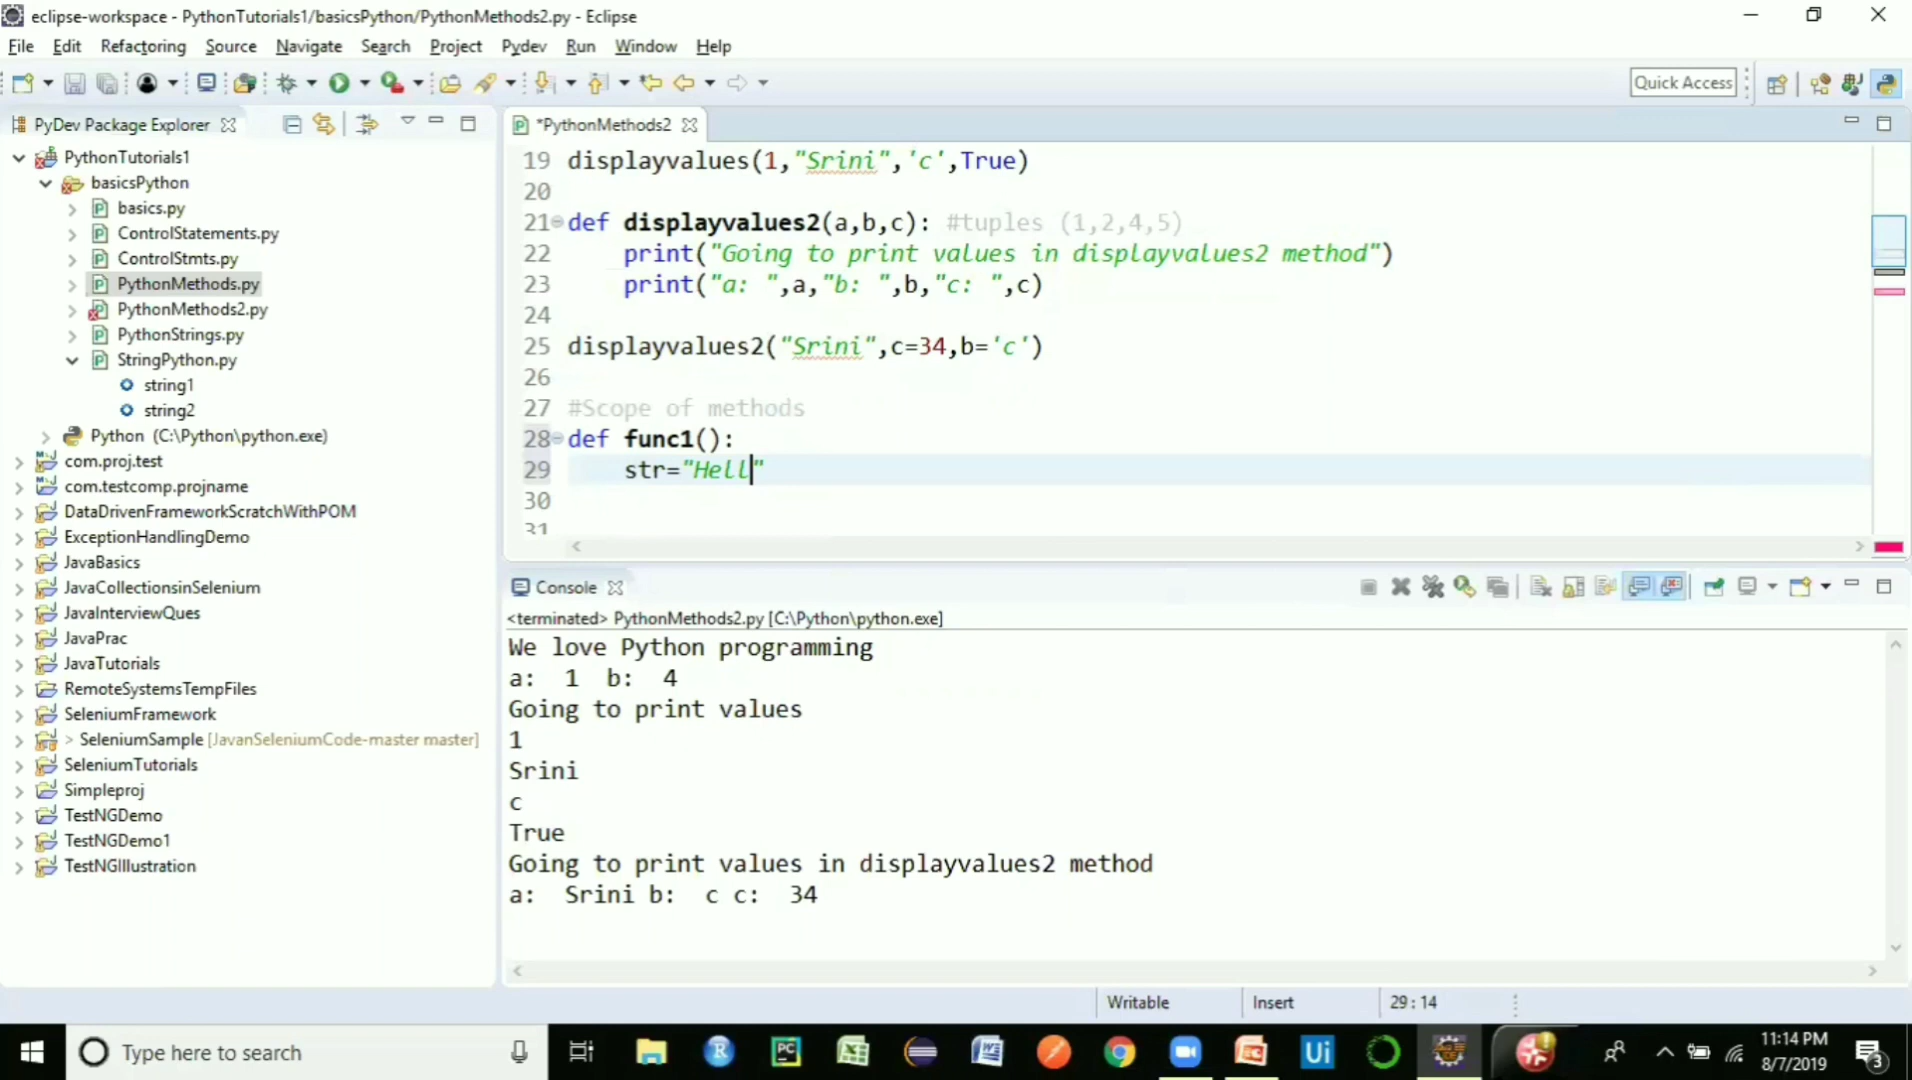 eclipse-workspace - PythonTutorials1/basicsPython/PythonMethods2.py - Eclipse
File Edit Refactoring Source Navigate Search Project Pydev Run Window Help
Quick Access
PyDev Package Explorer
PythonTutorials1
basicsPython
basics.py
ControlStatements.py
ControlStmts.py
PythonMethods.py
PythonMethods2.py
PythonStrings.py
StringPython.py
string1
string2
Python (C:\Python\python.exe)
com.proj.test
com.testcomp.projname
DataDrivenFrameworkScratchWithPOM
ExceptionHandlingDemo
JavaBasics
JavaCollectionsinSelenium
JavaInterviewQues
JavaPrac
JavaTutorials
RemoteSystemsTempFiles
SeleniumFramework
> SeleniumSample [JavanSeleniumCode-master master]
SeleniumTutorials
Simpleproj
TestNGDemo
TestNGDemo1
TestNGIllustration
*PythonMethods2
19 displayvalues(1,"Srini",'c',True)
20
21 def displayvalues2(a,b,c): #tuples (1,2,4,5)
22 print("Going to print values in displayvalues2 method")
23 print("a: ",a,"b: ",b,"c: ",c)
24
25 displayvalues2("Srini",c=34,b='c')
26
27 #Scope of methods
28 def func1():
29 str="Hell"
30
31
Console
<terminated> PythonMethods2.py [C:\Python\python.exe]
We love Python programming
a:  1  b:  4
Going to print values
1
Srini
c
True
Going to print values in displayvalues2 method
a:  Srini b:  c c:  34
Writable Insert 29 : 14
Type here to search
R PC Ui
11:14 PM
8/7/2019
3